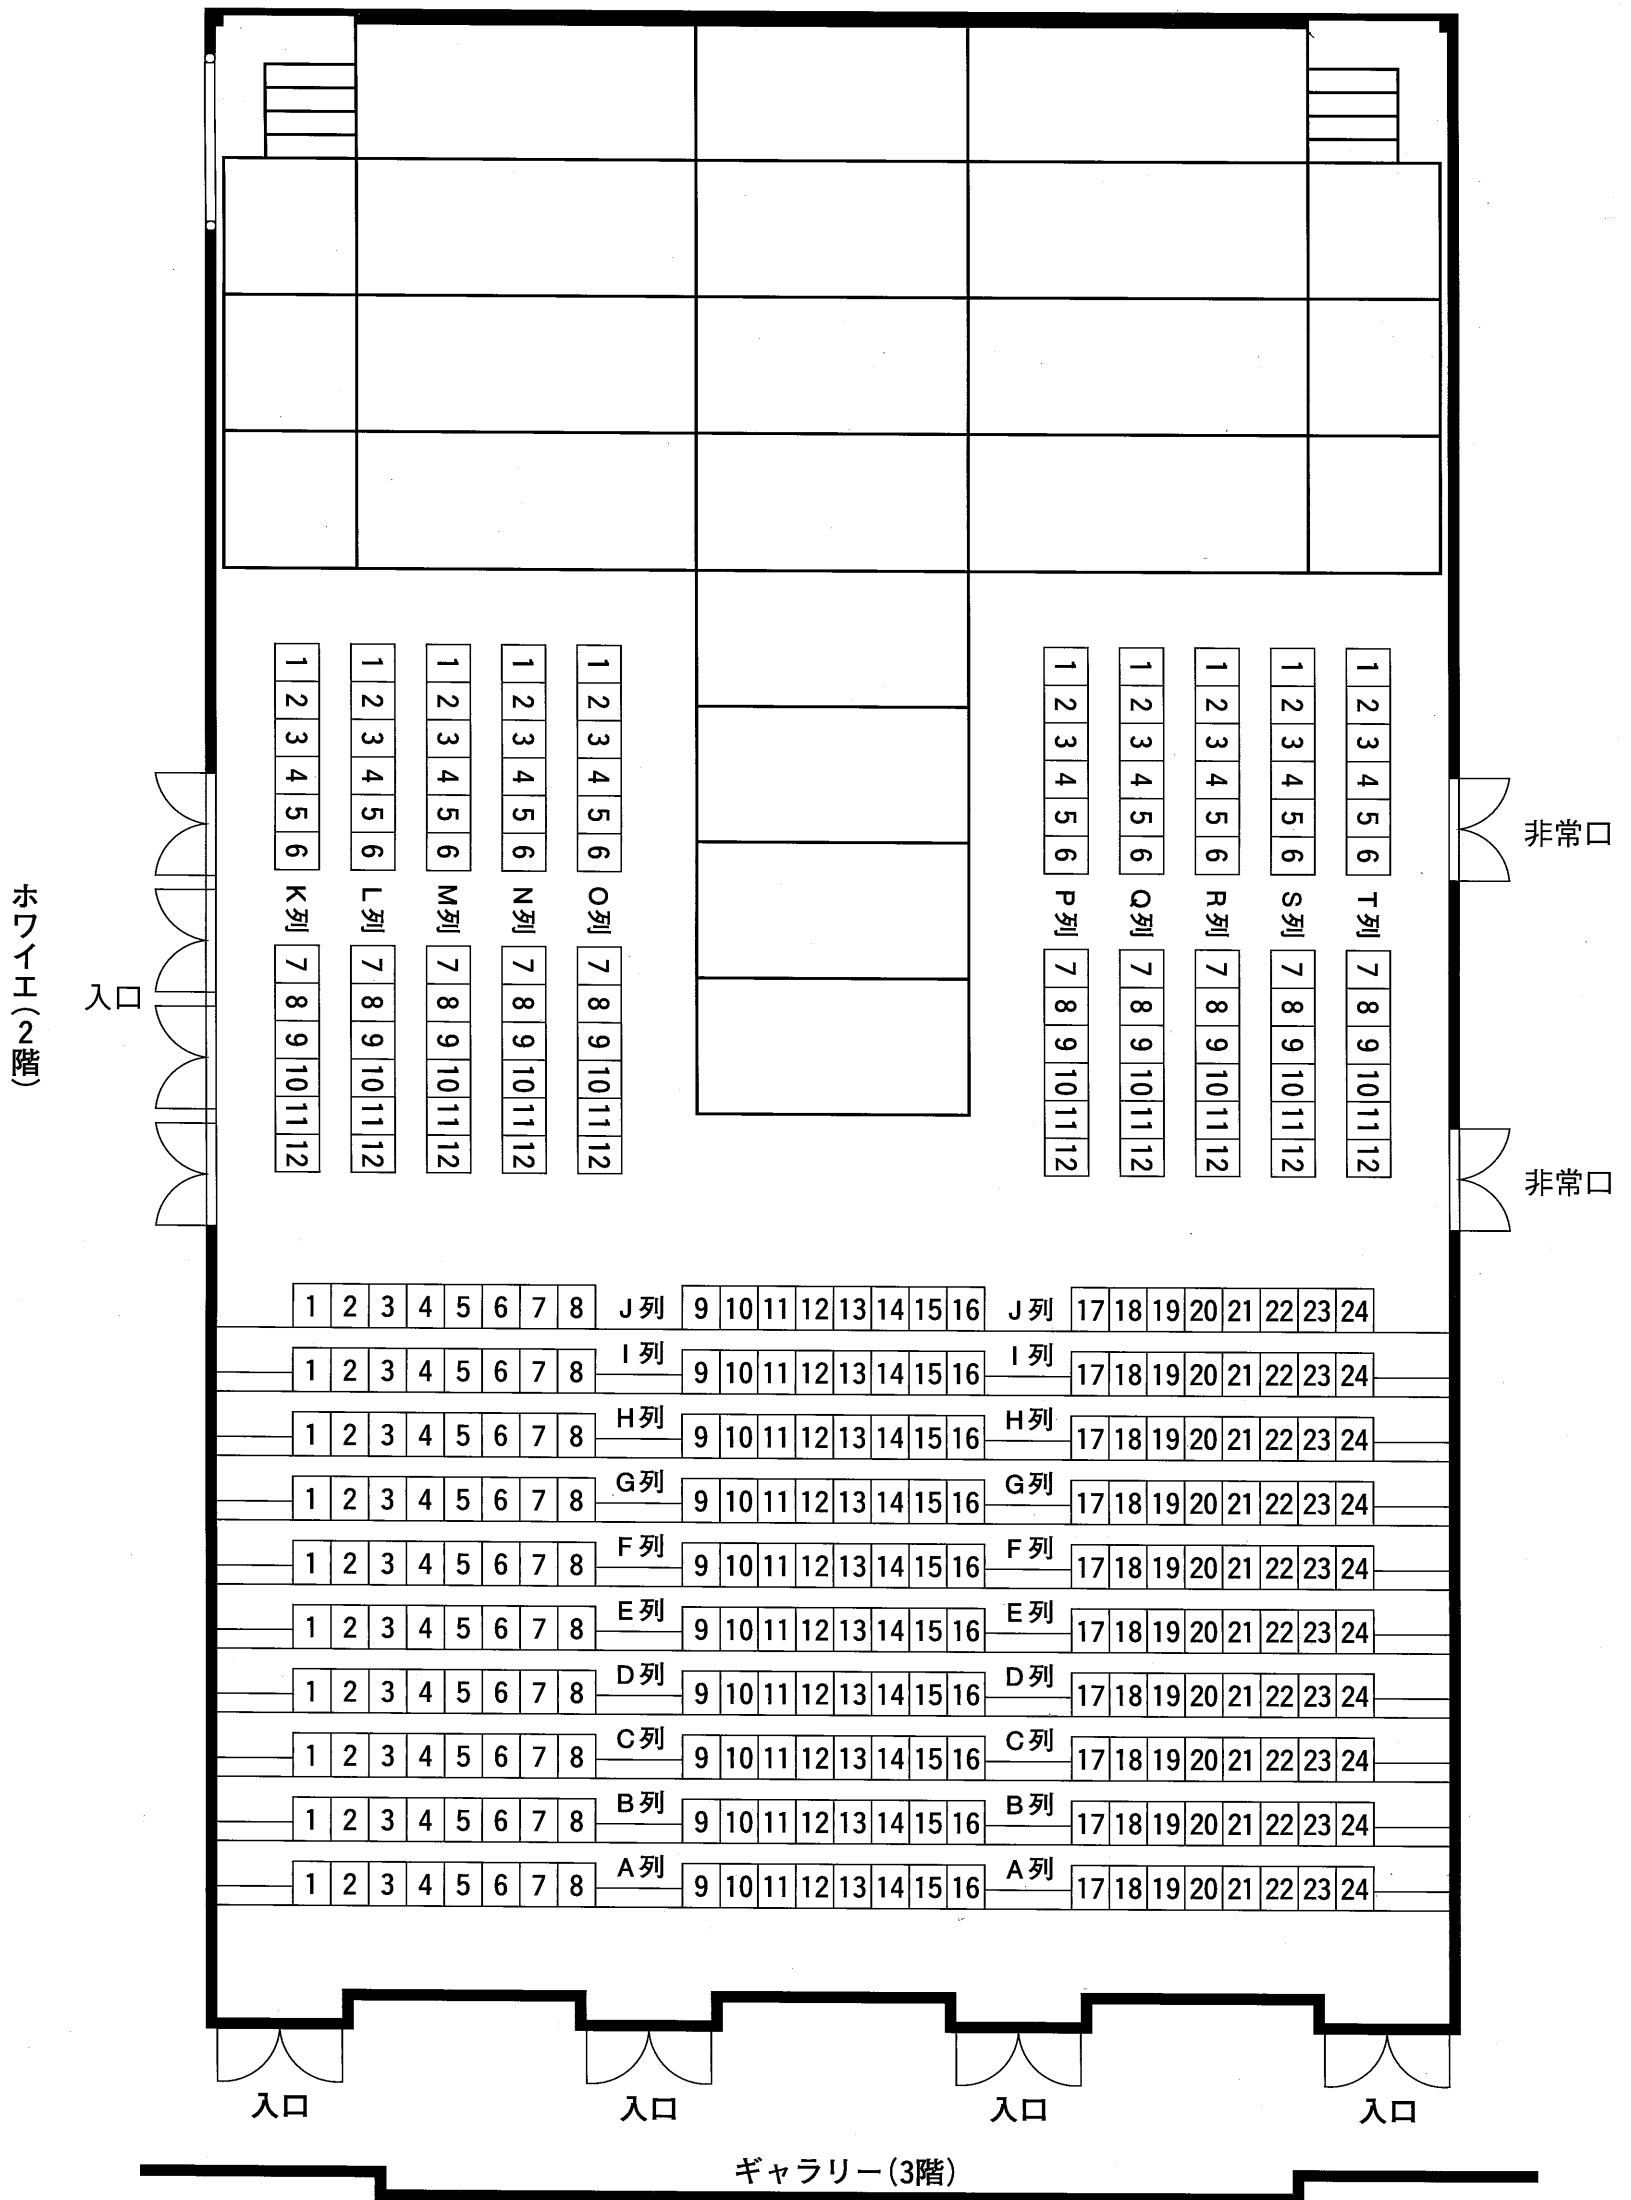 1 1 1 1 1 1 1 1 1 1
2 2 2 2 2 2 2 2 2 2
3 3 3 3 3 3 3 3 3 3
4 4 4 4 4 4 4 4 4 4
5 5 5 5 5 5 5 5 5 5
6 6 6 6 6 6 6 6 6 6
K列 L列 M列 N列 O列 P列 Q列 R列 S列 T列
7 7 7 7 7 7 7 7 7 7
8 8 8 8 8 8 8 8 8 8
9 9 9 9 9 9 9 9 9 9
10 10 10 10 10 10 10 10 10 10
11 11 11 11 11 11 11 11 11 11
12 12 12 12 12 12 12 12 12 12
非常口
非常口
ホワイエ(2階)
入口
1 2 3 4 5 6 7 8 J列 9 10 11 12 13 14 15 16 J列 17 18 19 20 21 22 23 24
1 2 3 4 5 6 7 8 I列 9 10 11 12 13 14 15 16 I列 17 18 19 20 21 22 23 24
1 2 3 4 5 6 7 8 H列 9 10 11 12 13 14 15 16 H列 17 18 19 20 21 22 23 24
1 2 3 4 5 6 7 8 G列 9 10 11 12 13 14 15 16 G列 17 18 19 20 21 22 23 24
1 2 3 4 5 6 7 8 F列 9 10 11 12 13 14 15 16 F列 17 18 19 20 21 22 23 24
1 2 3 4 5 6 7 8 E列 9 10 11 12 13 14 15 16 E列 17 18 19 20 21 22 23 24
1 2 3 4 5 6 7 8 D列 9 10 11 12 13 14 15 16 D列 17 18 19 20 21 22 23 24
1 2 3 4 5 6 7 8 C列 9 10 11 12 13 14 15 16 C列 17 18 19 20 21 22 23 24
1 2 3 4 5 6 7 8 B列 9 10 11 12 13 14 15 16 B列 17 18 19 20 21 22 23 24
1 2 3 4 5 6 7 8 A列 9 10 11 12 13 14 15 16 A列 17 18 19 20 21 22 23 24
入口 入口 入口 入口
ギャラリー(3階)